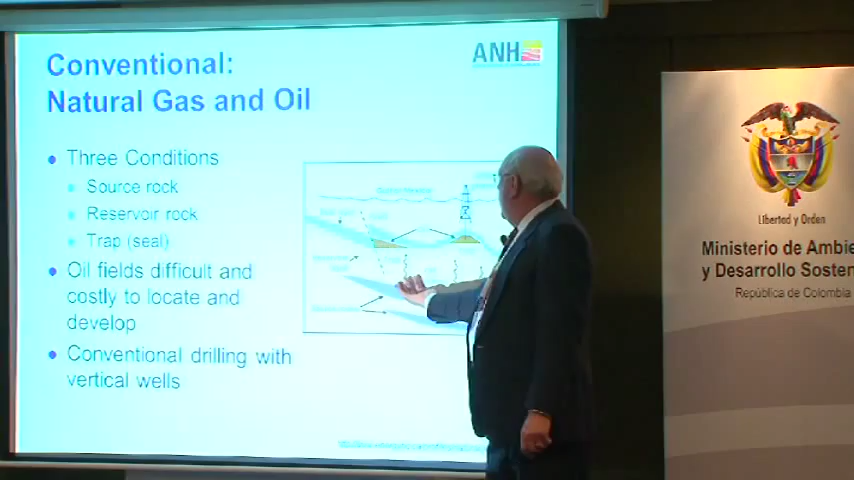 Conventional:
Natural Gas and Oil
ANH
Three Conditions
Source rock
Reservoir rock
Trap (seal)
Oil fields difficult and
costly to locate and
develop
Conventional drilling with
vertical wells
Libertad y Orden
Ministerio de Ambie
y Desarrollo Sosten
República de Colombia